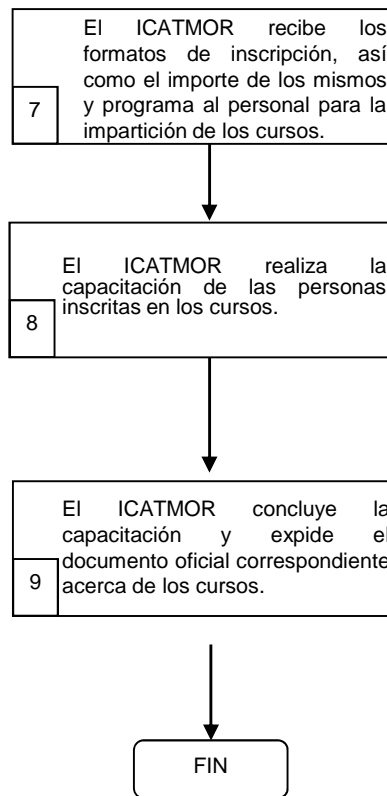 El ICATMOR recibe los
formatos de inscripción, así
como el importe de los mismos
y programa al personal para la
impartición de los cursos.
7
El ICATMOR realiza la
capacitación de las personas
inscritas en los cursos.
8
El ICATMOR concluye la
capacitación y expide el
documento oficial correspondiente
acerca de los cursos.
9
FIN